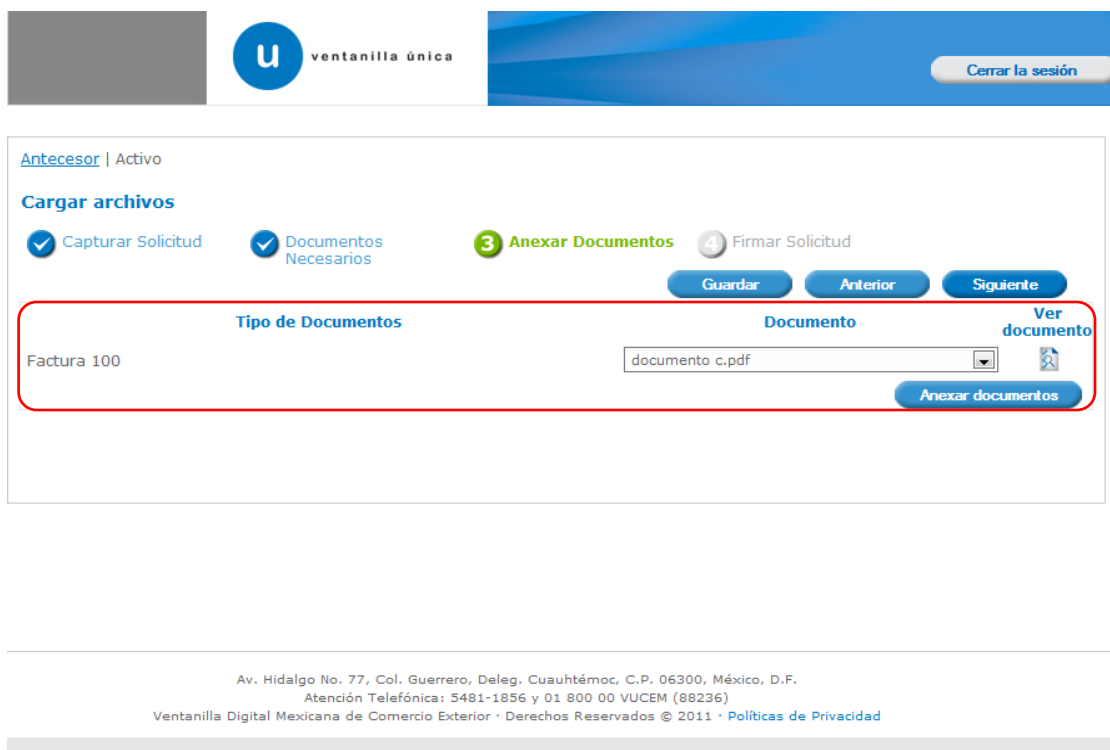 u ventanilla única
Cerrar la sesión
Antecesor | Activo
Cargar archivos
Capturar Solicitud
Documentos
Necesarios
3 Anexar Documentos
4 Firmar Solicitud
Guardar
Anterior
Siguiente
Tipo de Documentos
Documento
Ver
documento
Factura 100
documento c.pdf
Anexar documentos
Av. Hidalgo No. 77, Col. Guerrero, Deleg. Cuauhtémoc, C.P. 06300, México, D.F.
Atención Telefónica: 5481-1856 y 01 800 00 VUCEM (88236)
Ventanilla Digital Mexicana de Comercio Exterior · Derechos Reservados © 2011 · Políticas de Privacidad